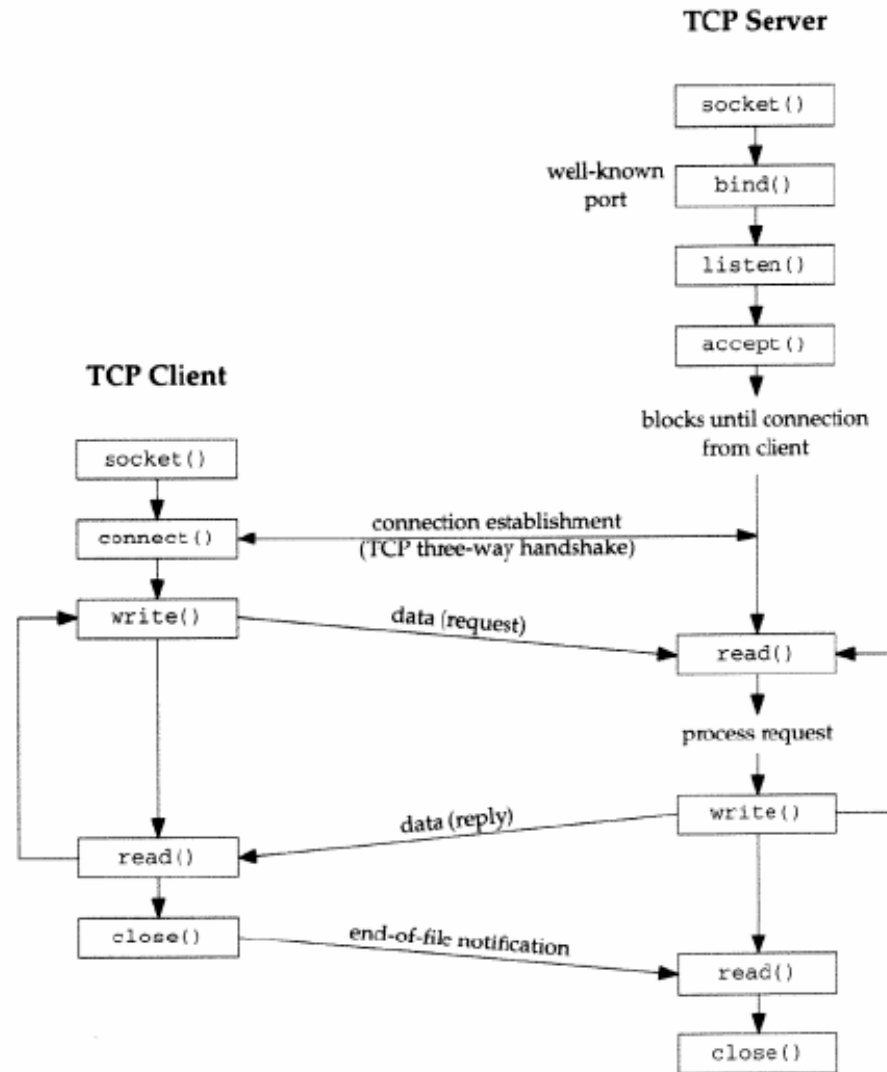 TCP Server
socket()
well-known
port
bind()
listen()
accept()
TCP Client
blocks until connection
from client
socket()
connection establishment
(TCP three-way handshake)
connect()
write()
data (request)
read()
process request
data (reply)
write()
read()
close()
end-of-file notification
read()
close()